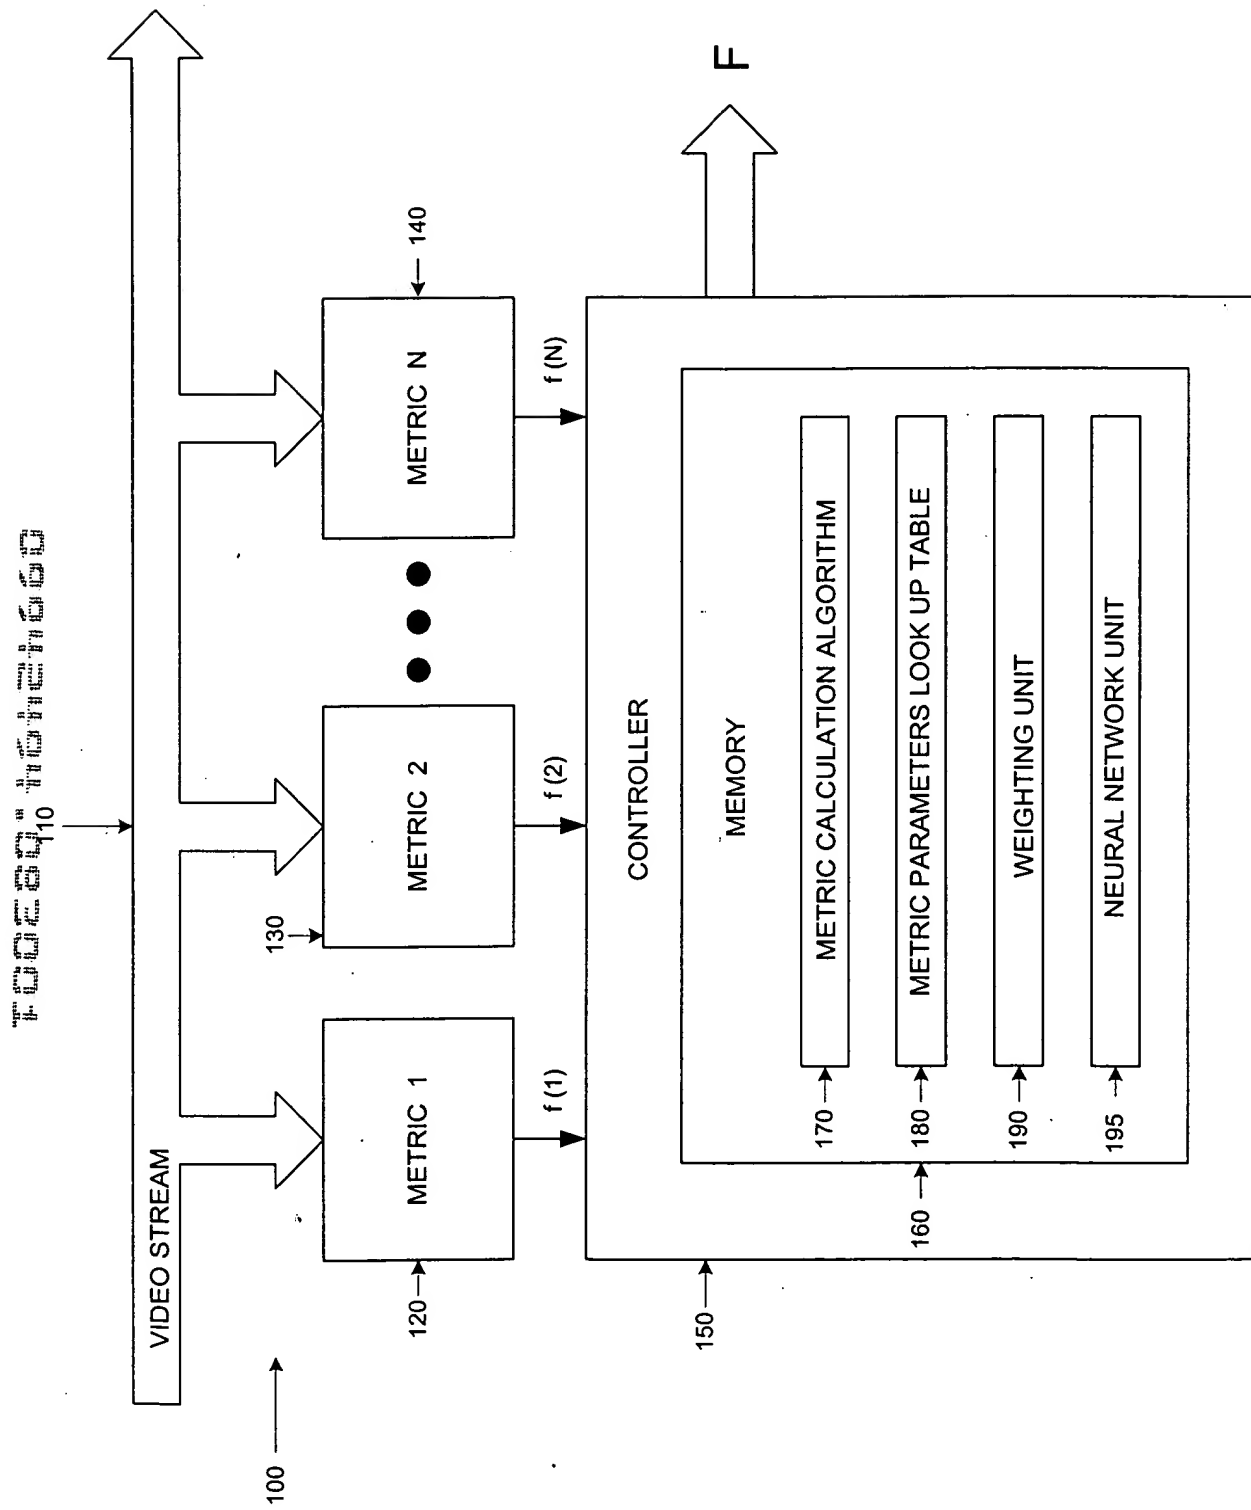 110
VIDEO STREAM
100
130
120
METRIC 1
METRIC 2
METRIC N
140
f (1)
f (2)
f (N)
150
CONTROLLER
F
160
MEMORY
170
METRIC CALCULATION ALGORITHM
180
METRIC PARAMETERS LOOK UP TABLE
190
WEIGHTING UNIT
195
NEURAL NETWORK UNIT